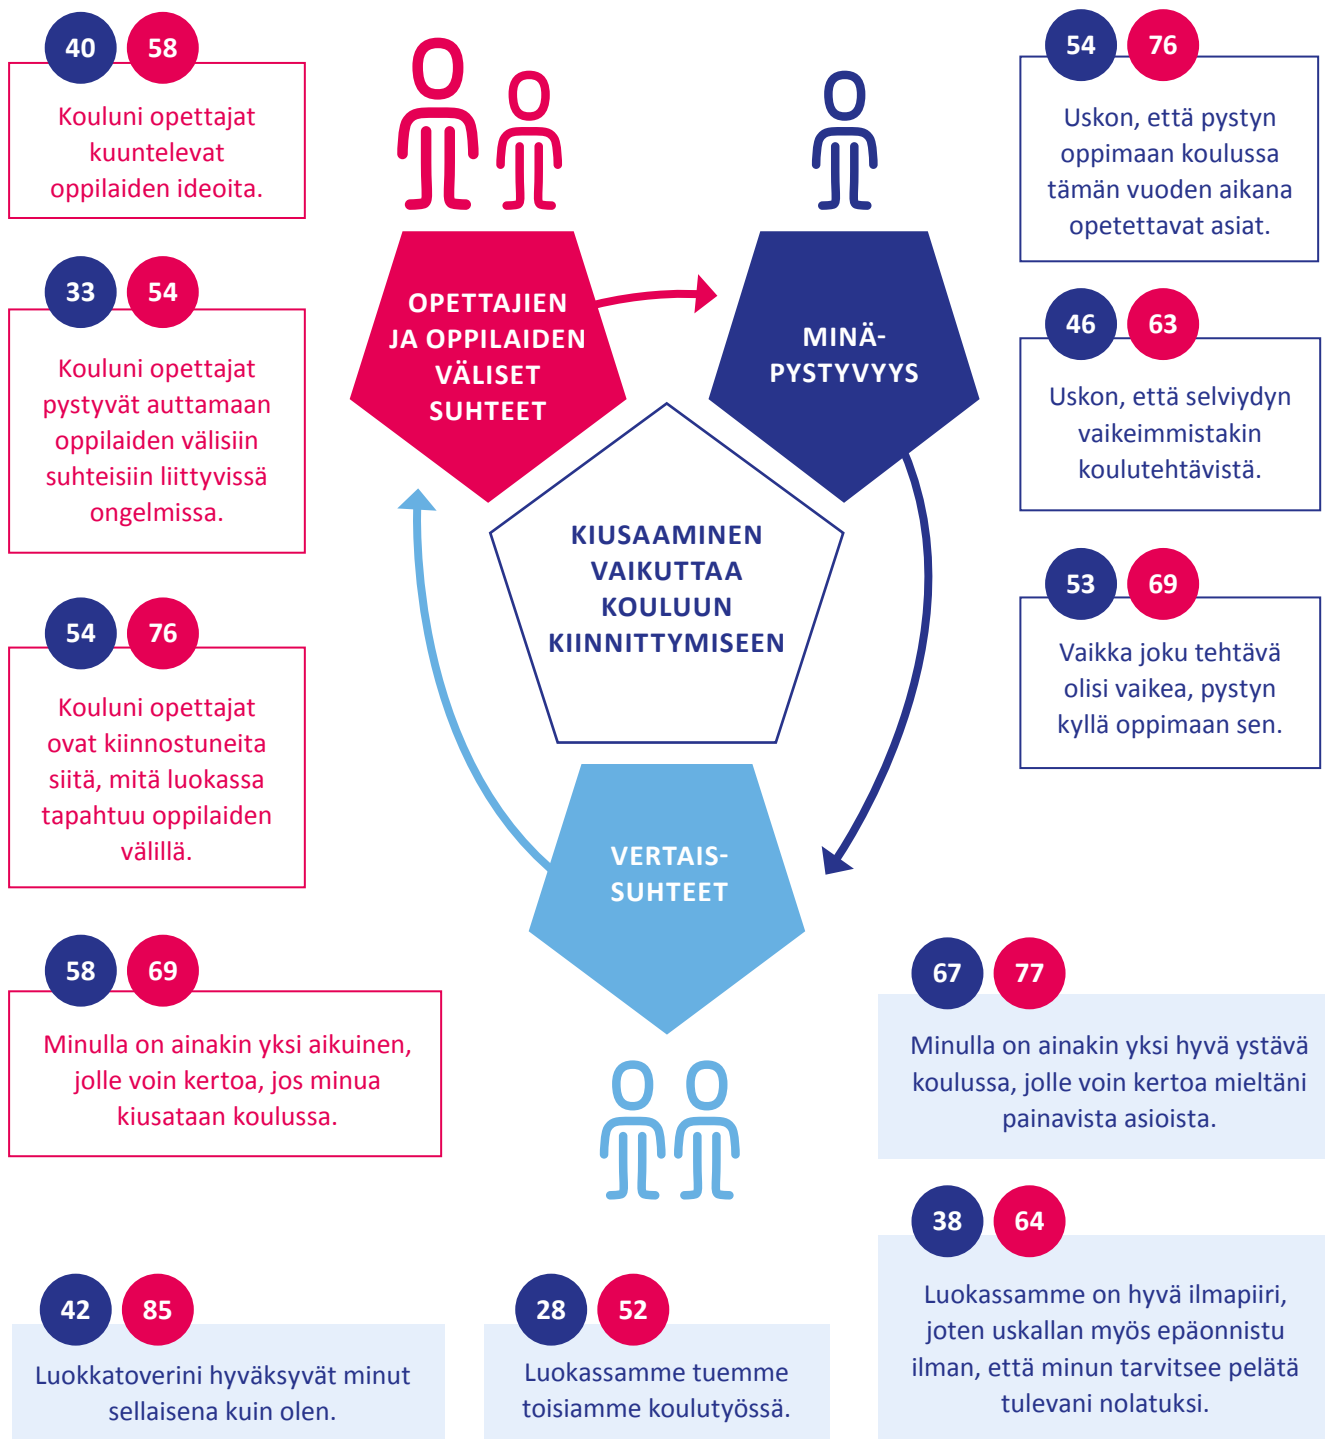 40 58
Kouluni opettajat
kuuntelevat
oppilaiden ideoita.
33 54
Kouluni opettajat
pystyvät auttamaan
oppilaiden välisiin
suhteisiin liittyvissä
ongelmissa.
54 76
Kouluni opettajat
ovat kiinnostuneita
siitä, mitä luokassa
tapahtuu oppilaiden
välillä.
58 69
Minulla on ainakin yksi aikuinen,
jolle voin kertoa, jos minua
kiusataan koulussa.
OPETTAJIEN
JA OPPILAIDEN
VÄLISET
SUHTEET
MINÄ-
PYSTYVYYS
KIUSAAMINEN
VAIKUTTAA
KOULUUN
KIINNITTYMISEEN
VERTAIS-
SUHTEET
54 76
Uskon, että pystyn
oppimaan koulussa
tämän vuoden aikana
opetettavat asiat.
46 63
Uskon, että selviydyn
vaikeimmistakin
koulutehtävistä.
53 69
Vaikka joku tehtävä
olisi vaikea, pystyn
kyllä oppimaan sen.
67 77
Minulla on ainakin yksi hyvä ystävä
koulussa, jolle voin kertoa mieltäni
painavista asioista.
38 64
Luokassamme on hyvä ilmapiiri,
joten uskallan myös epäonnistu
ilman, että minun tarvitsee pelätä
tulevani nolatuksi.
42 85
Luokkatoverini hyväksyvät minut
sellaisena kuin olen.
28 52
Luokassamme tuemme
toisiamme koulutyössä.